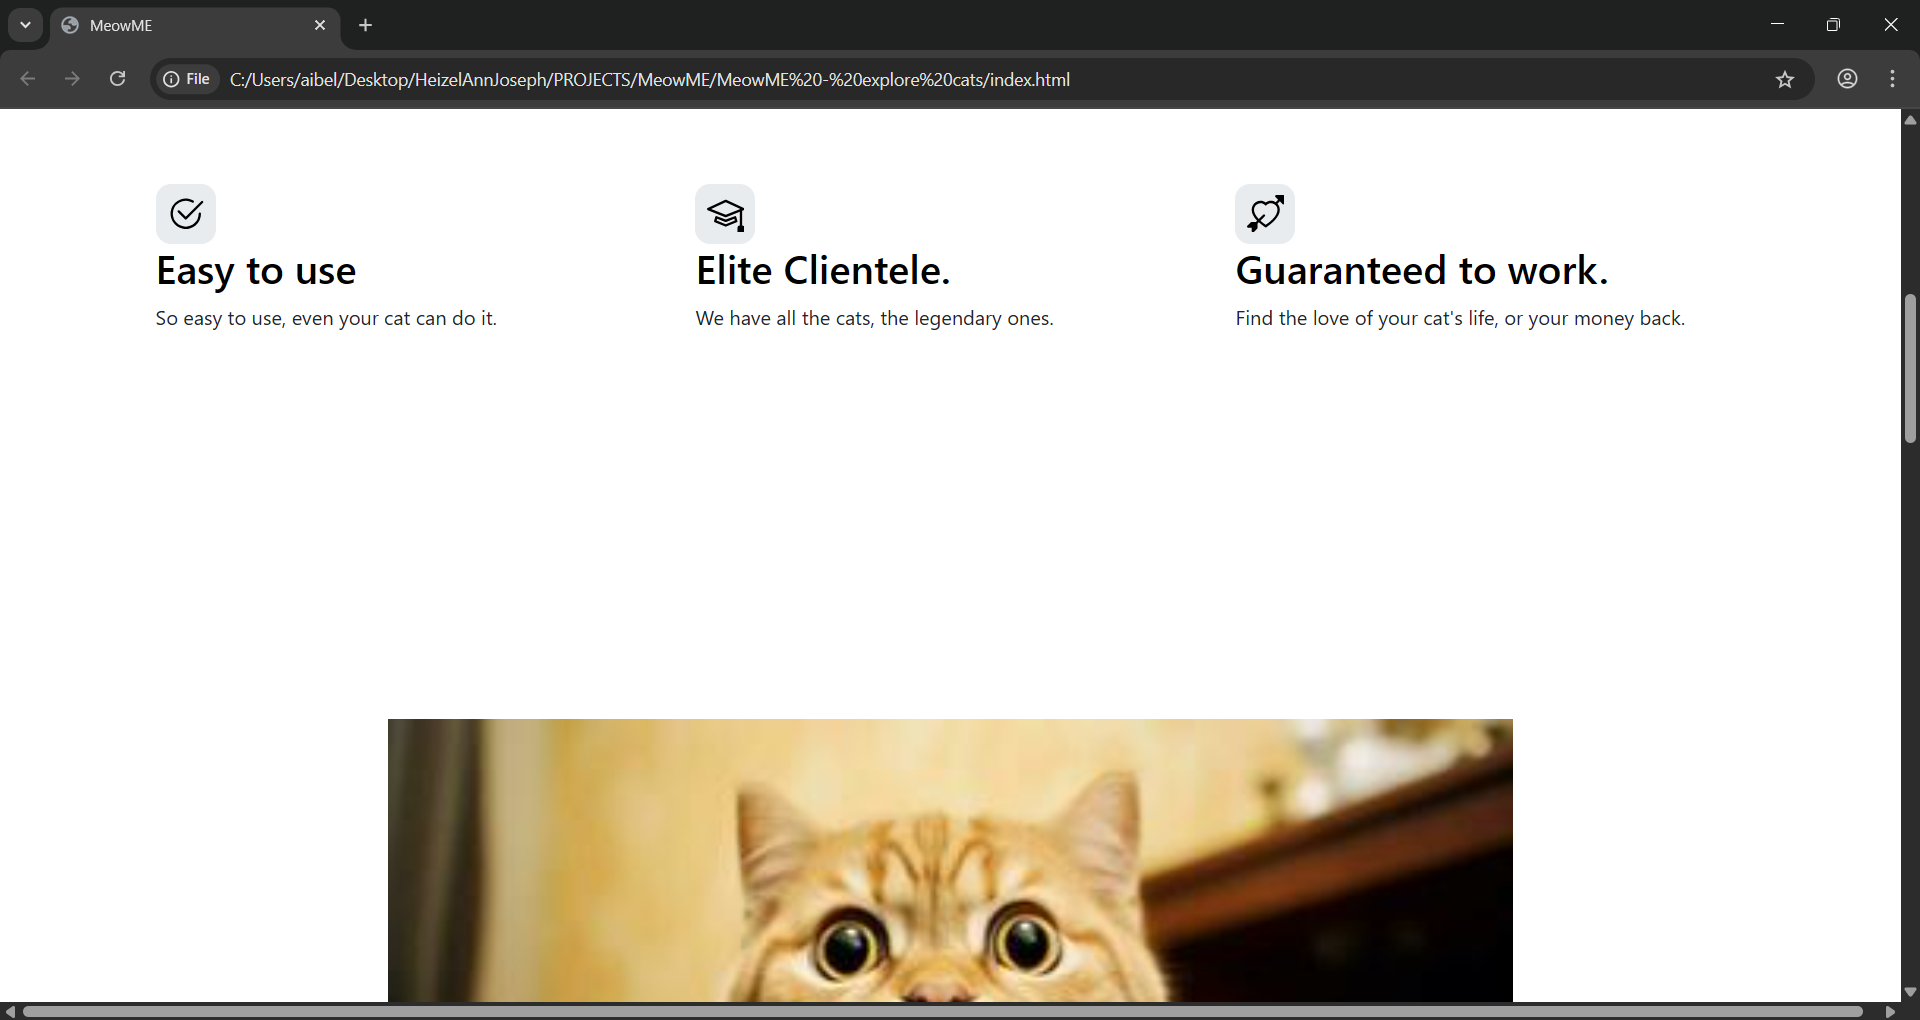 MeowME
File
C:/Users/aibel/Desktop/HeizelAnnJoseph/PROJECTS/MeowME/MeowME%20-%20explore%20cats/index.html
Easy to use
So easy to use, even your cat can do it.
Elite Clientele.
We have all the cats, the legendary ones.
Guaranteed to work.
Find the love of your cat's life, or your money back.